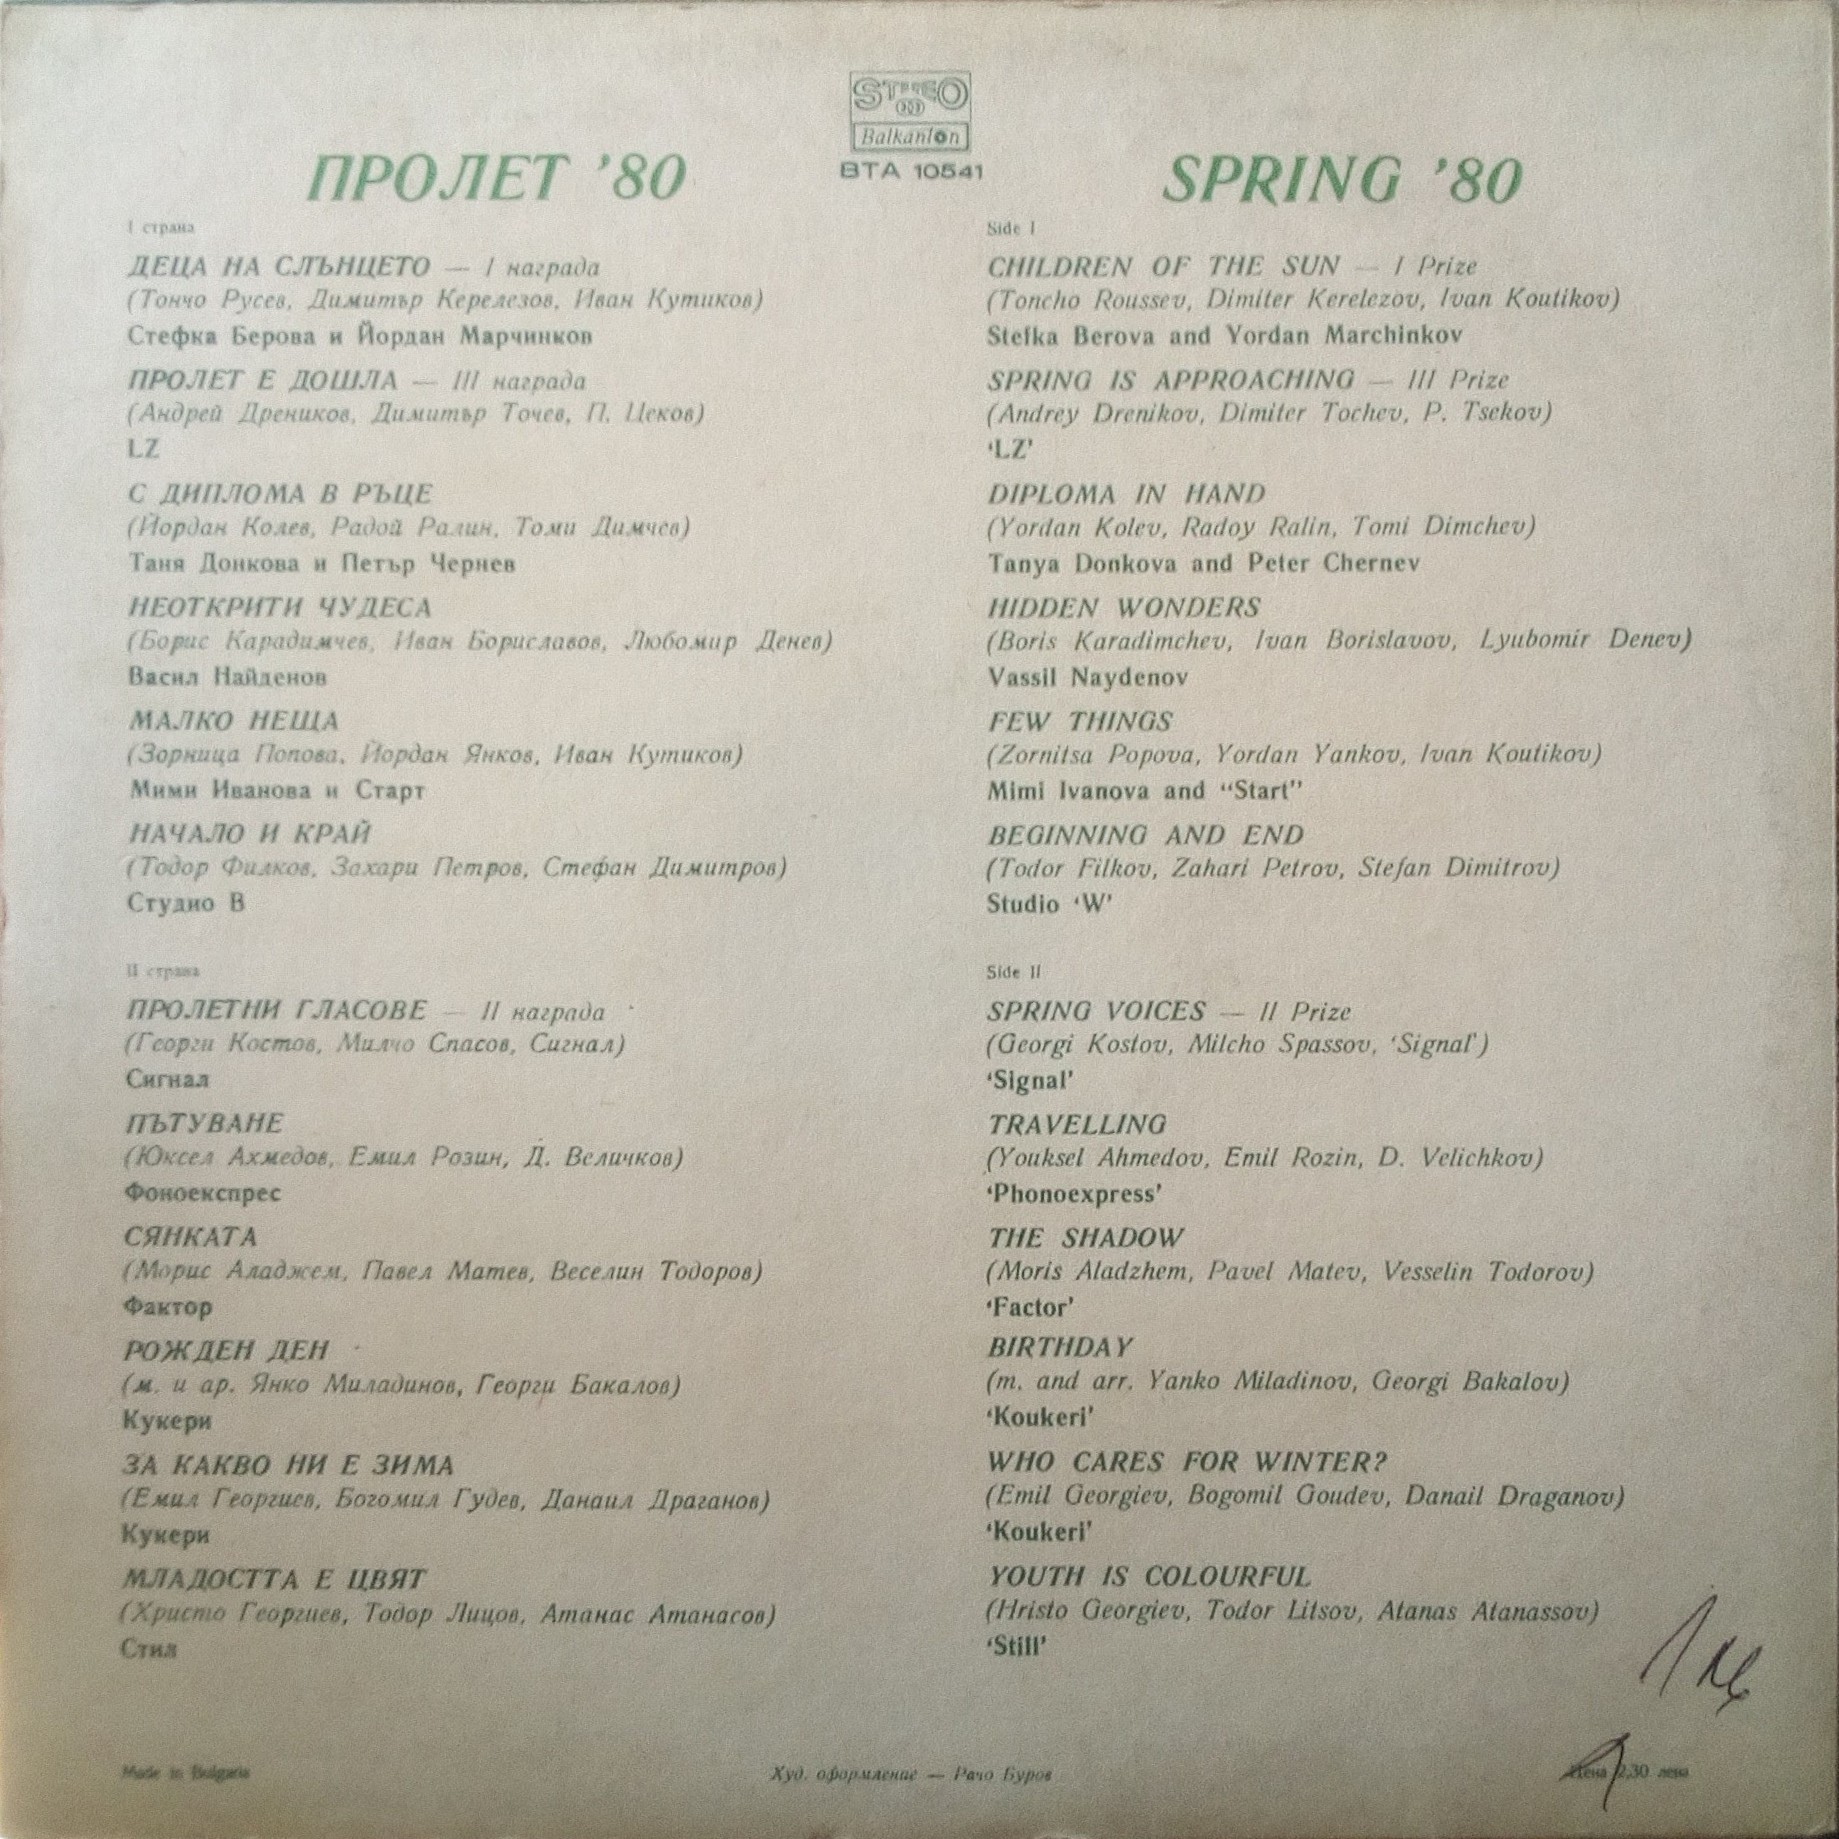 STEREO
Balkanton
BTA 10541
ПРОЛЕТ '80
I страна
ДЕЦА НА СЛЪНЦЕТО — I награда
(Тончо Русев, Димитър Керелезов, Иван Кутиков)
Стефка Берова и Йордан Марчинков
ПРОЛЕТ Е ДОШЛА — III награда
(Андрей Дреников, Димитър Точев, П. Цеков)
LZ
С ДИПЛОМА В РЪЦЕ
(Йордан Колев, Радой Ралин, Томи Димчев)
Таня Донкова и Петър Чернев
НЕОТКРИТИ ЧУДЕСА
(Борис Карадимчев, Иван Бориславов, Любомир Денев)
Васил Найденов
МАЛКО НЕЩА
(Зорница Попова, Йордан Янков, Иван Кутиков)
Мими Иванова и Старт
НАЧАЛО И КРАЙ
(Тодор Филков, Захари Петров, Стефан Димитров)
Студио В
II страна
ПРОЛЕТНИ ГЛАСОВЕ — II награда
(Георги Костов, Милчо Спасов, Сигнал)
Сигнал
ПЪТУВАНЕ
(Юксел Ахмедов, Емил Розин, Д. Величков)
Фоноекспрес
СЯНКАТА
(Морис Аладжем, Павел Матев, Веселин Тодоров)
Фактор
РОЖДЕН ДЕН
(м. и ар. Янко Миладинов, Георги Бакалов)
Кукери
ЗА КАКВО НИ Е ЗИМА
(Емил Георгиев, Богомил Гудев, Данаил Драганов)
Кукери
МЛАДОСТТА Е ЦВЯТ
(Христо Георгиев, Тодор Лицов, Атанас Атанасов)
Стил
SPRING '80
Side I
CHILDREN OF THE SUN — I Prize
(Toncho Roussev, Dimiter Kerelezov, Ivan Koutikov)
Stefka Berova and Yordan Marchinkov
SPRING IS APPROACHING — III Prize
(Andrey Drenikov, Dimiter Tochev, P. Tsekov)
‘LZ’
DIPLOMA IN HAND
(Yordan Kolev, Radoy Ralin, Tomi Dimchev)
Tanya Donkova and Peter Chernev
HIDDEN WONDERS
(Boris Karadimchev, Ivan Borislavov, Lyubomir Denev)
Vassil Naydenov
FEW THINGS
(Zornitsa Popova, Yordan Yankov, Ivan Koutikov)
Mimi Ivanova and “Start”
BEGINNING AND END
(Todor Filkov, Zahari Petrov, Stefan Dimitrov)
Studio ‘W’
Side II
SPRING VOICES — II Prize
(Georgi Kostov, Milcho Spassov, ‘Signal’)
‘Signal’
TRAVELLING
(Youksel Ahmedov, Emil Rozin, D. Velichkov)
‘Phonoexpress’
THE SHADOW
(Moris Aladzhem, Pavel Matev, Vesselin Todorov)
‘Factor’
BIRTHDAY
(m. and arr. Yanko Miladinov, Georgi Bakalov)
‘Koukeri’
WHO CARES FOR WINTER?
(Emil Georgiev, Bogomil Goudev, Danail Draganov)
‘Koukeri’
YOUTH IS COLOURFUL
(Hristo Georgiev, Todor Litsov, Atanas Atanassov)
‘Still’
Made in Bulgaria
Худ. оформление — Рачо Буров
Цена 2,30 лева